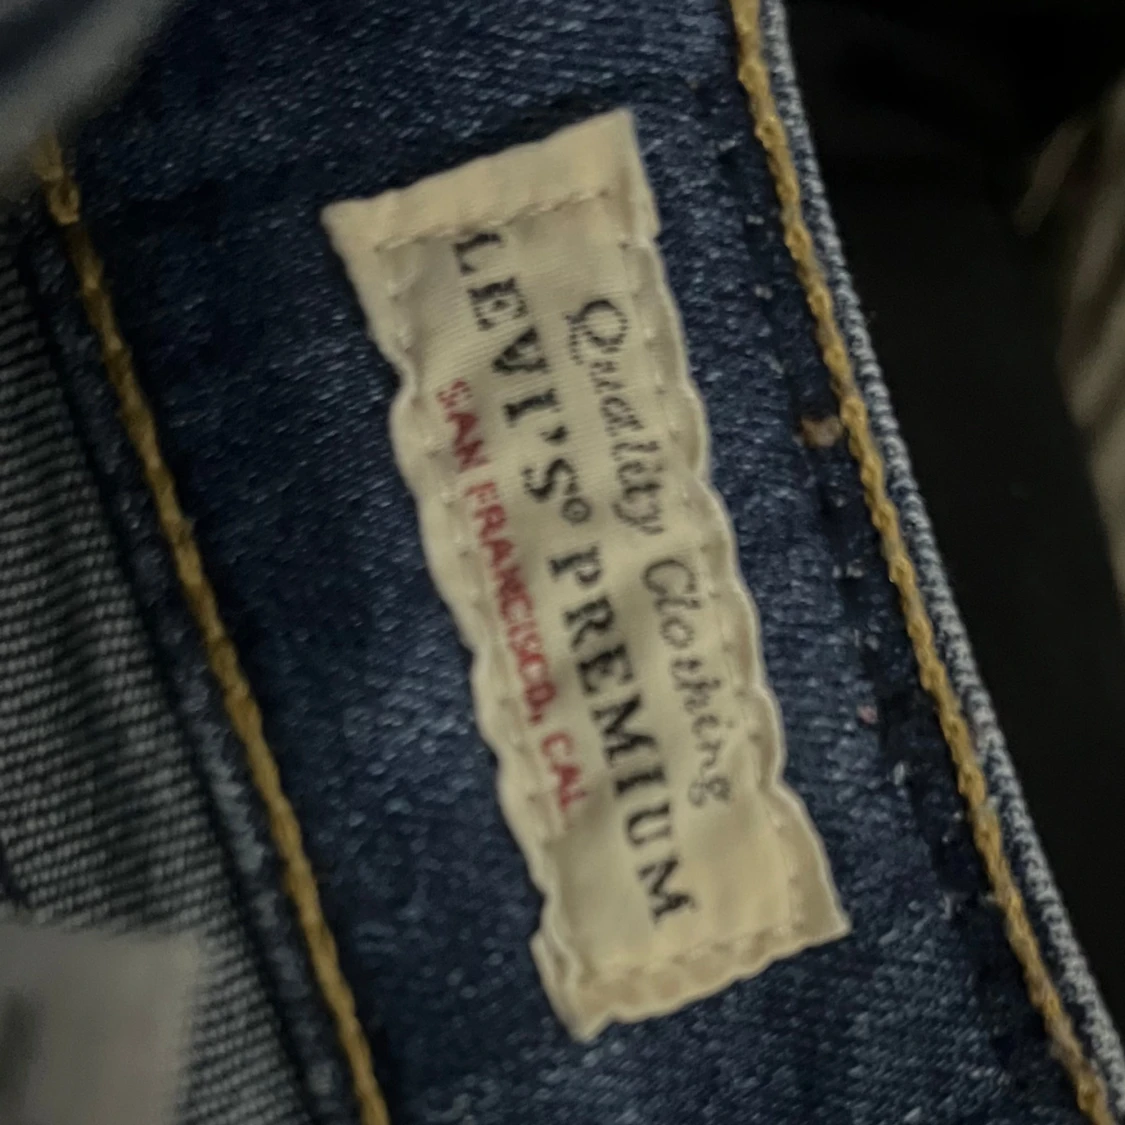 Quality Clothing
LEVI'S® PREMIUM
SAN FRANCISCO, CAL